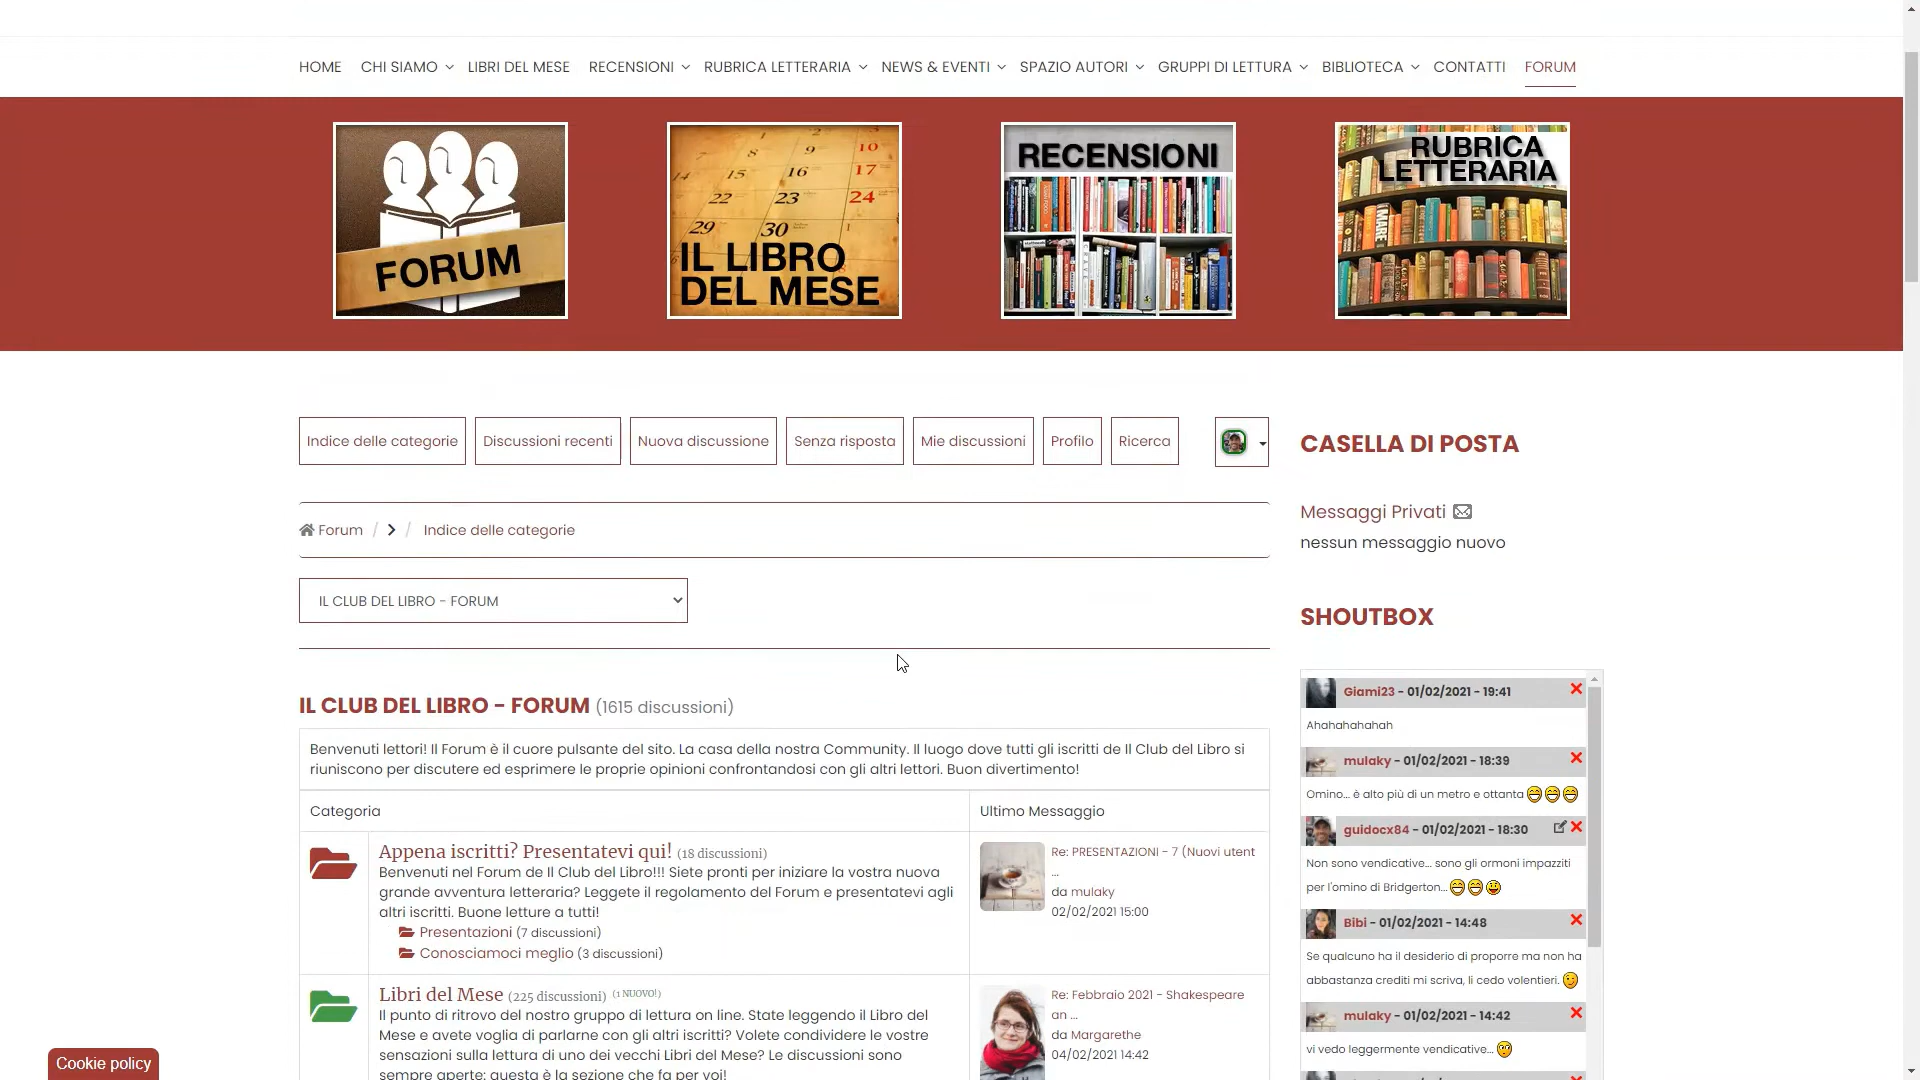 HOME CHI SIAMO LIBRI DEL MESE RECENSIONI RUBRICA LETTERARIA NEWS & EVENTI SPAZIO AUTORI GRUPPI DI LETTURA BIBLIOTECA CONTATTI FORUM
FORUM
IL LIBRO
DEL MESE
RECENSIONI
RUBRICA
LETTERARIA
Indice delle categorie Discussioni recenti Nuova discussione Senza risposta Mie discussioni Profilo Ricerca
Forum / > / Indice delle categorie
IL CLUB DEL LIBRO - FORUM
IL CLUB DEL LIBRO - FORUM (1615 discussioni)
Benvenuti lettori! Il Forum è il cuore pulsante del sito. La casa della nostra Community. Il luogo dove tutti gli iscritti de Il Club del Libro si
riuniscono per discutere ed esprimere le proprie opinioni confrontandosi con gli altri lettori. Buon divertimento!
Categoria
Ultimo Messaggio
Appena iscritti? Presentatevi qui! (18 discussioni)
Benvenuti nel Forum de Il Club del Libro!!! Siete pronti per iniziare la vostra nuova
grande avventura letteraria? Leggete il regolamento del Forum e presentatevi agli
altri iscritti. Buone letture a tutti!
Presentazioni (7 discussioni)
Conosciamoci meglio (3 discussioni)
Re: PRESENTAZIONI - 7 (Nuovi utent
...
da mulaky
02/02/2021 15:00
Libri del Mese (225 discussioni) (1 NUOVO!)
Il punto di ritrovo del nostro gruppo di lettura on line. State leggendo il Libro del
Mese e avete voglia di parlarne con gli altri iscritti? Volete condividere le vostre
sensazioni sulla lettura di uno dei vecchi Libri del Mese? Le discussioni sono
sempre aperte: questa è la sezione che fa per voi!
Re: Febbraio 2021 - Shakespeare
an ...
da Margarethe
04/02/2021 14:42
CASELLA DI POSTA
Messaggi Privati
nessun messaggio nuovo
SHOUTBOX
Giami23 - 01/02/2021 - 19:41
Ahahahahahah
mulaky - 01/02/2021 - 18:39
Omino... è alto più di un metro e ottanta
guidocx84 - 01/02/2021 - 18:30
Non sono vendicative... sono gli ormoni impazziti
per l'omino di Bridgerton...
Bibi - 01/02/2021 - 14:48
Se qualcuno ha il desiderio di proporre ma non ha
abbastanza crediti mi scriva, li cedo volentieri.
mulaky - 01/02/2021 - 14:42
vi vedo leggermente vendicative...
Cookie policy